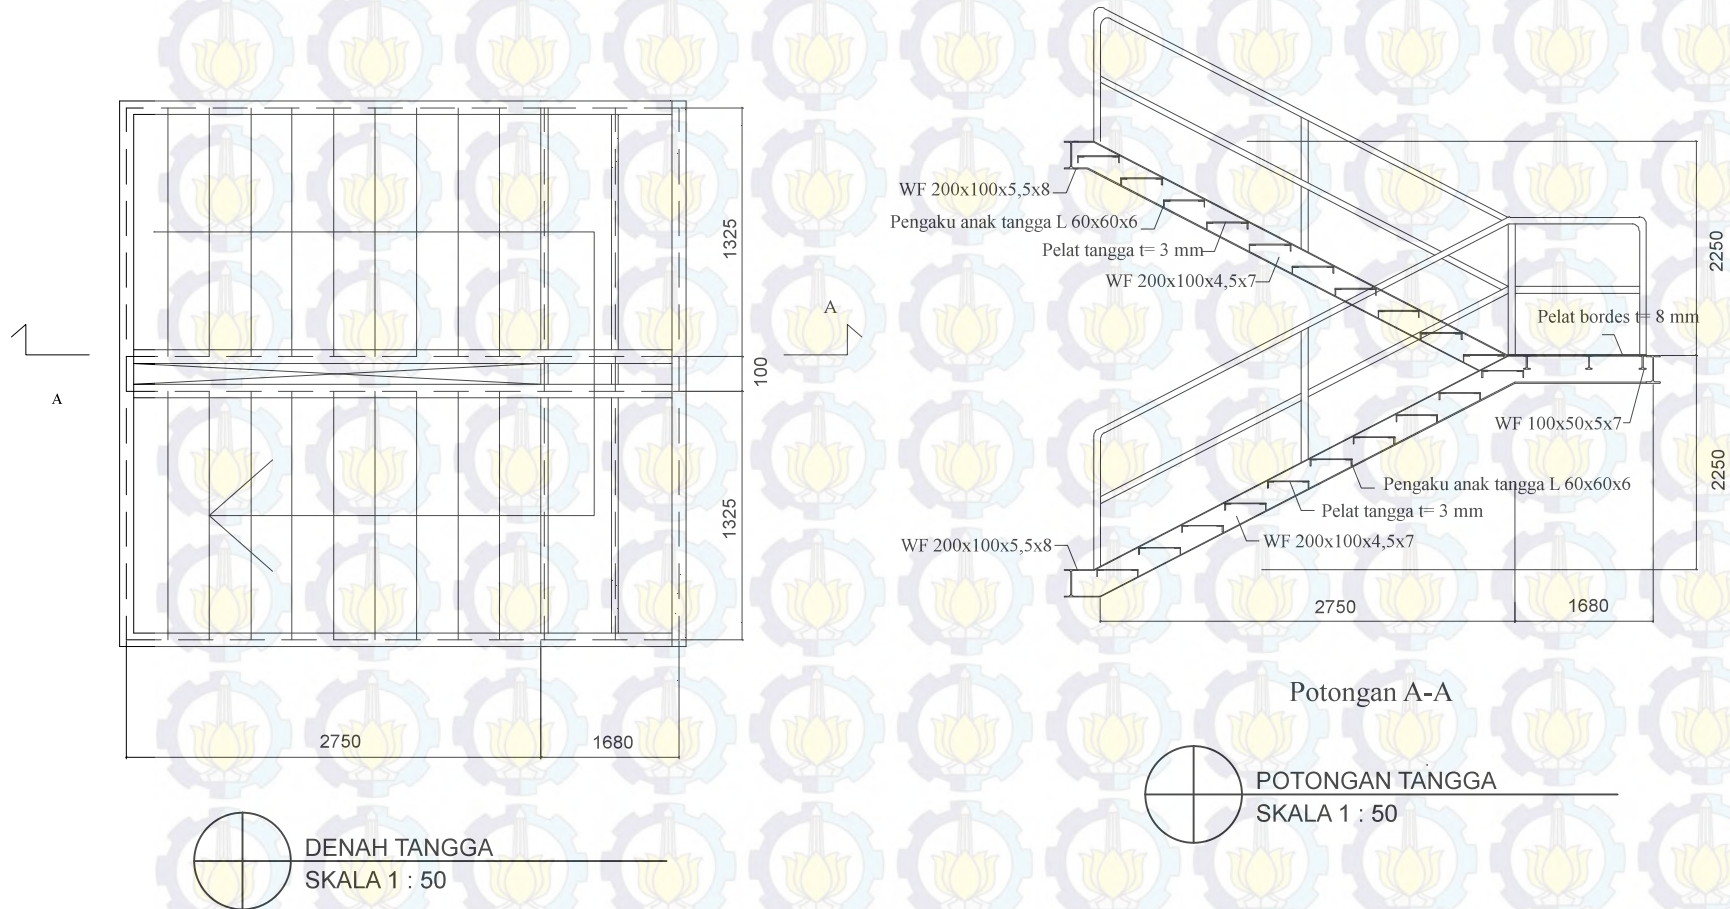 1325
100
1325
A
A
2750
1680
DENAH TANGGA
SKALA 1 : 50
WF 200x100x5,5x8
Pengaku anak tangga L 60x60x6
Pelat tangga t= 3 mm
WF 200x100x4,5x7
2250
Pelat bordes t= 8 mm
WF 100x50x5x7
2250
Pengaku anak tangga L 60x60x6
Pelat tangga t= 3 mm
WF 200x100x4,5x7
WF 200x100x5,5x8
2750
1680
Potongan A-A
POTONGAN TANGGA
SKALA 1 : 50